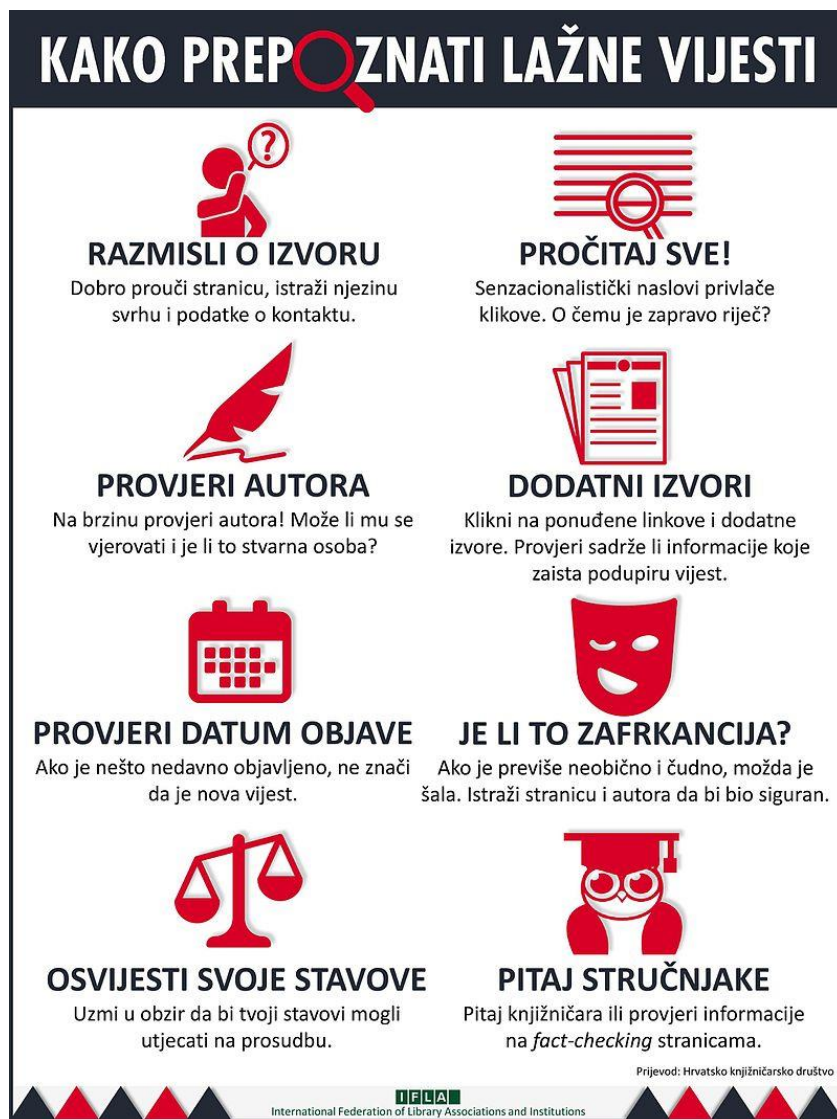 KAKO PREPOZNATI LAŽNE VIJESTI
?
RAZMISLI O IZVORU
Dobro prouči stranicu, istraži njezinu
svrhu i podatke o kontaktu.
PROČITAJ SVE!
Senzacionalistički naslovi privlače
klikove. O čemu je zapravo riječ?
PROVJERI AUTORA
Na brzinu provjeri autora! Može li mu se
vjerovati i je li to stvarna osoba?
DODATNI IZVORI
Klikni na ponuđene linkove i dodatne
izvore. Provjeri sadrže li informacije koje
zaista podupiru vijest.
PROVJERI DATUM OBJAVE
Ako je nešto nedavno objavljeno, ne znači
da je nova vijest.
JE LI TO ZAFRKANCIJA?
Ako je previše neobično i čudno, možda je
šala. Istraži stranicu i autora da bi bio siguran.
OSVIJESTI SVOJE STAVOVE
Uzmi u obzir da bi tvoji stavovi mogli
utjecati na prosudbu.
PITAJ STRUČNJAKE
Pitaj knjižničara ili provjeri informacije
na fact-checking stranicama.
Prijevod: Hrvatsko knjižničarsko društvo
IFLA
International Federation of Library Associations and Institutions